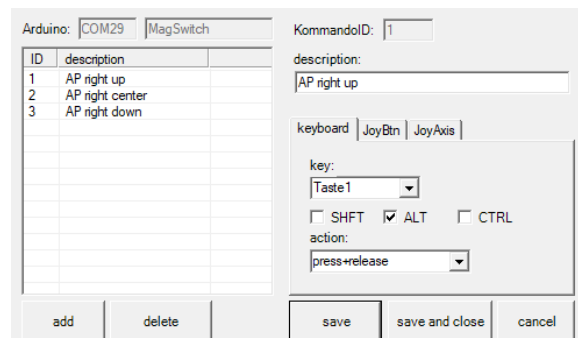 Arduino: COM29 MagSwitch
ID description
1 AP right up
2 AP right center
3 AP right down
add delete
KommandoID: 1
description:
AP right up
keyboard JoyBtn JoyAxis
key:
Taste1
SHFT ALT CTRL
action:
press+release
save save and close cancel